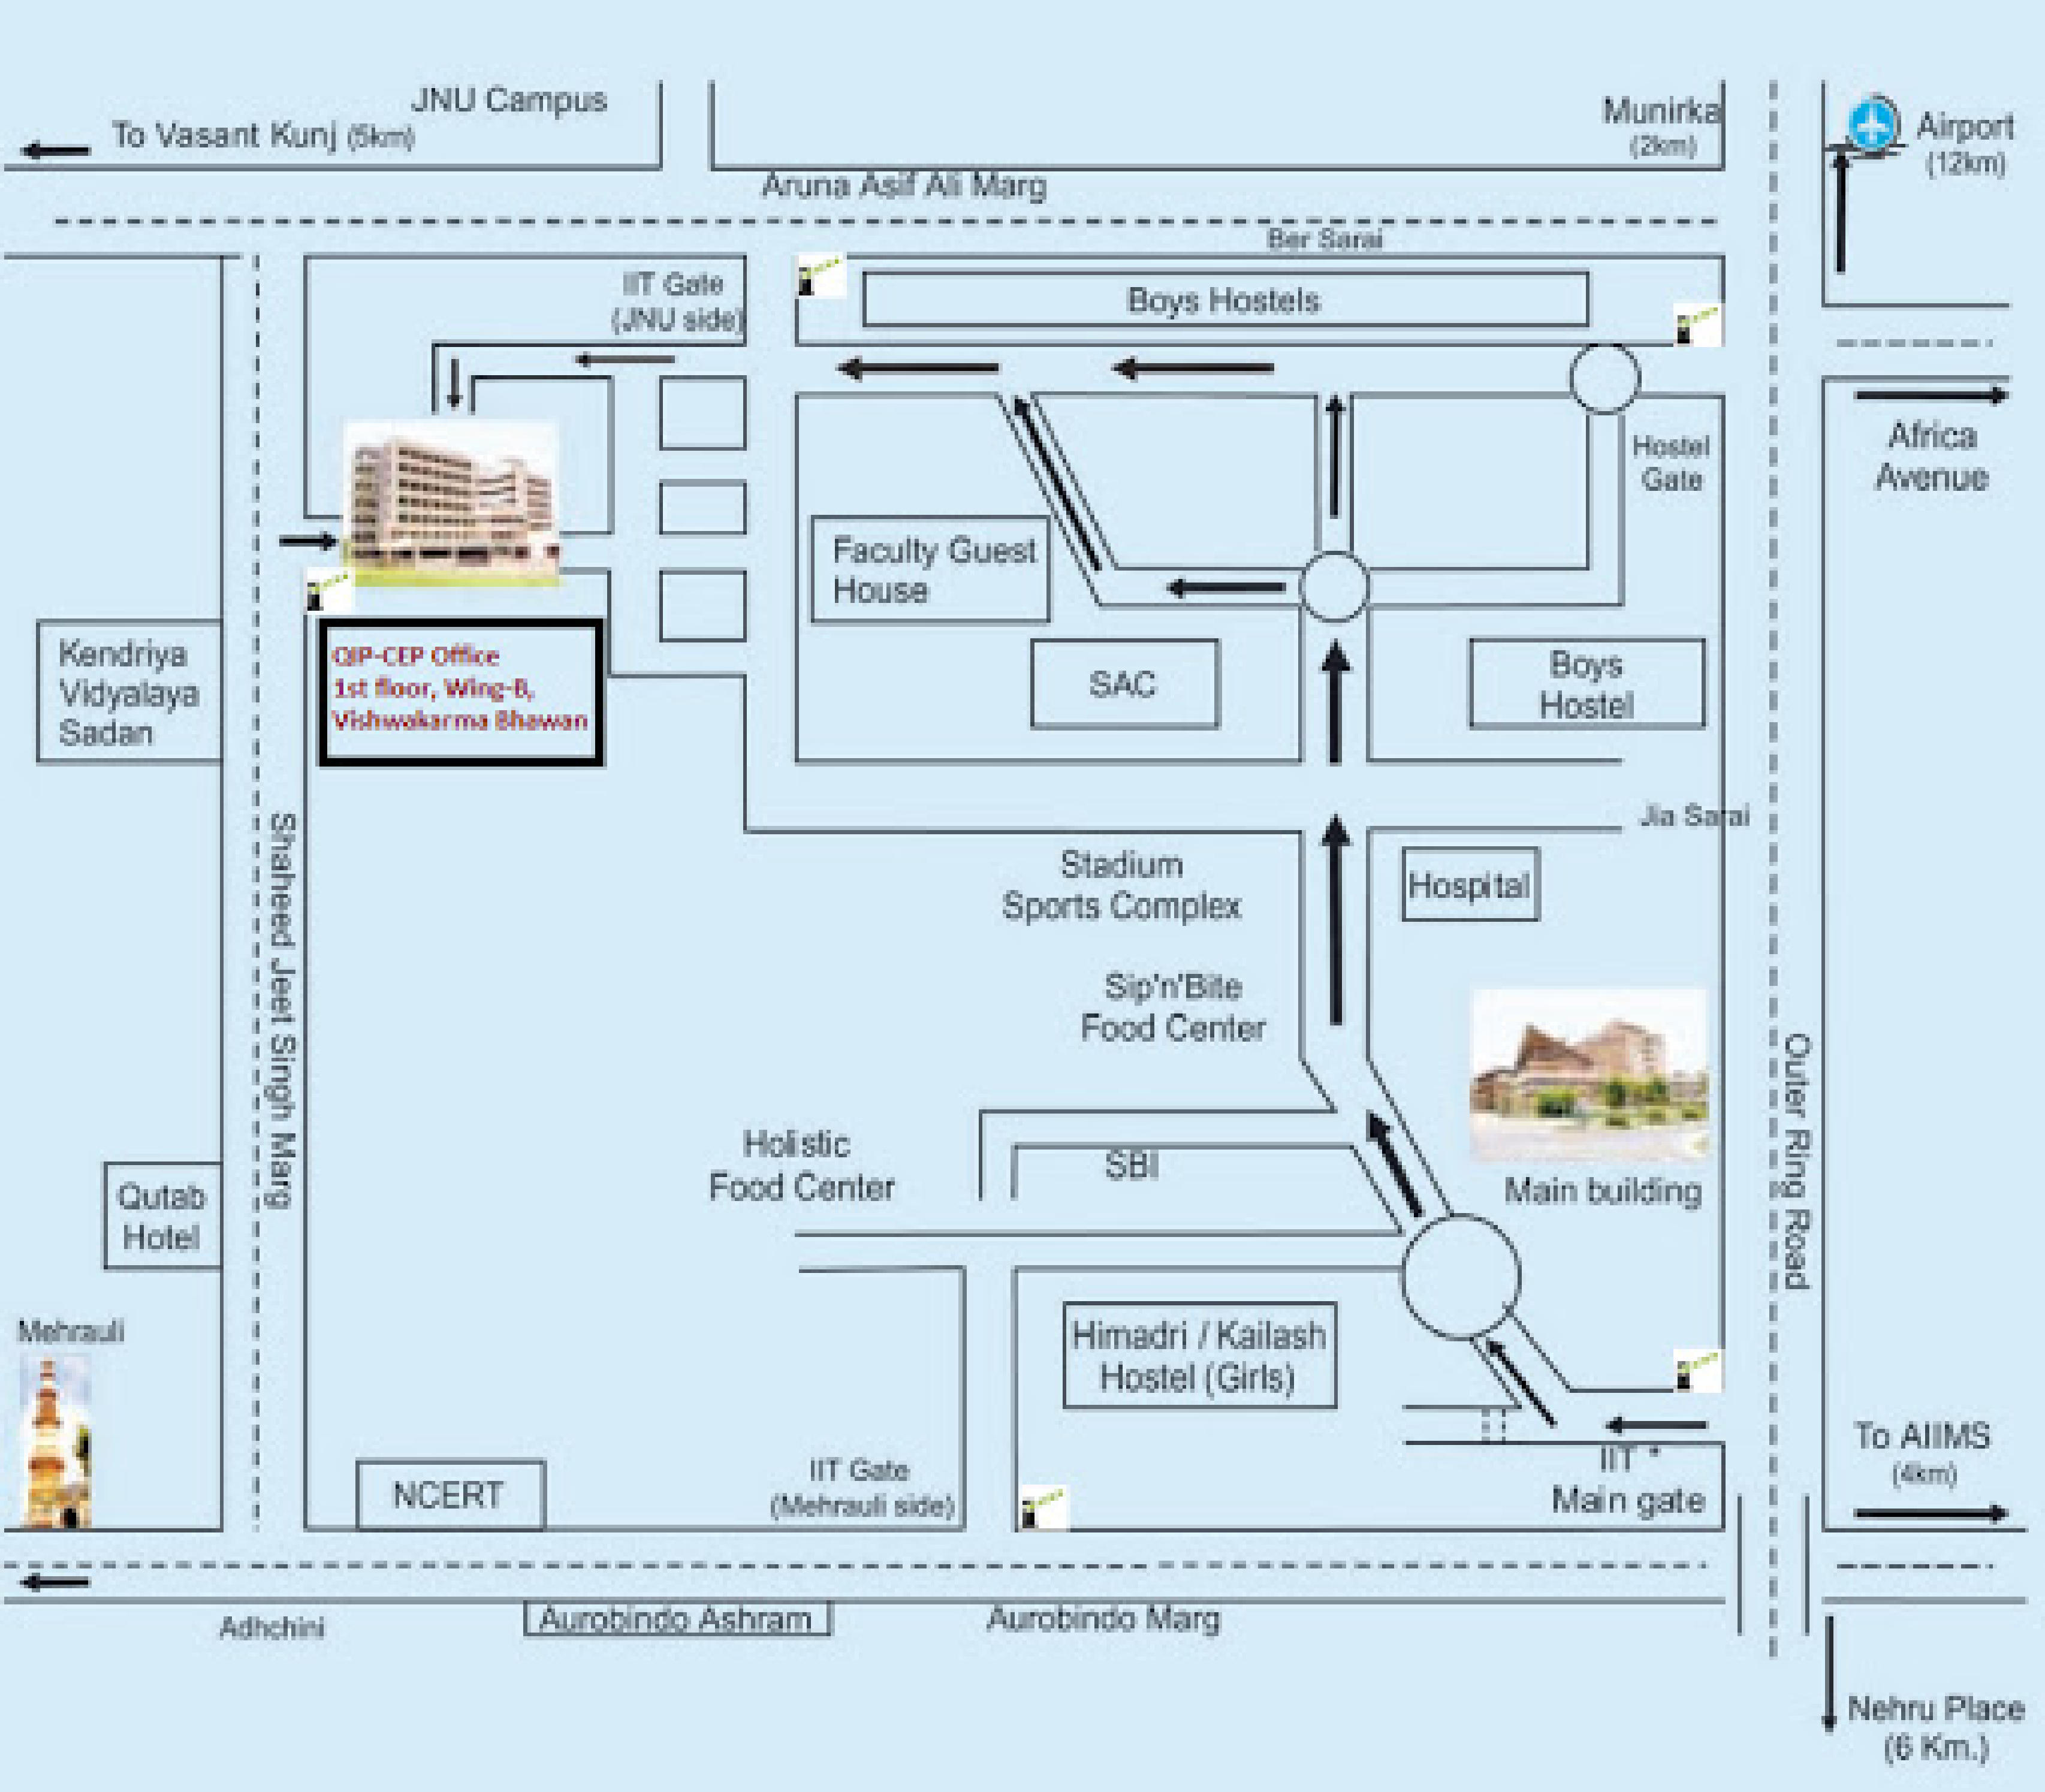 JNU Campus
To Vasant Kunj (5km)
Munirka
(2km)
Airport
(12km)
Aruna Asif Ali Marg
Ber Sarai
IIT Gate
(JNU side)
Boys Hostels
Hostel
Gate
Africa
Avenue
Faculty Guest
House
Kendriya
Vidyalaya
Sadan
QIP-CEP Office
1st floor, Wing-B,
Vishwakarma Bhawan
SAC
Boys
Hostel
Jia Sarai
Shaheed Jeet Singh Marg
Stadium
Sports Complex
Hospital
Sip'n'Bite
Food Center
Outer Ring Road
Holistic
Food Center
SBI
Main building
Qutab
Hotel
Mehrauli
Himadri / Kailash
Hostel (Girls)
NCERT
IIT Gate
(Mehrauli side)
IIT *
Main gate
To AIIMS
(4km)
Adhchini
Aurobindo Ashram
Aurobindo Marg
Nehru Place
(6 Km.)